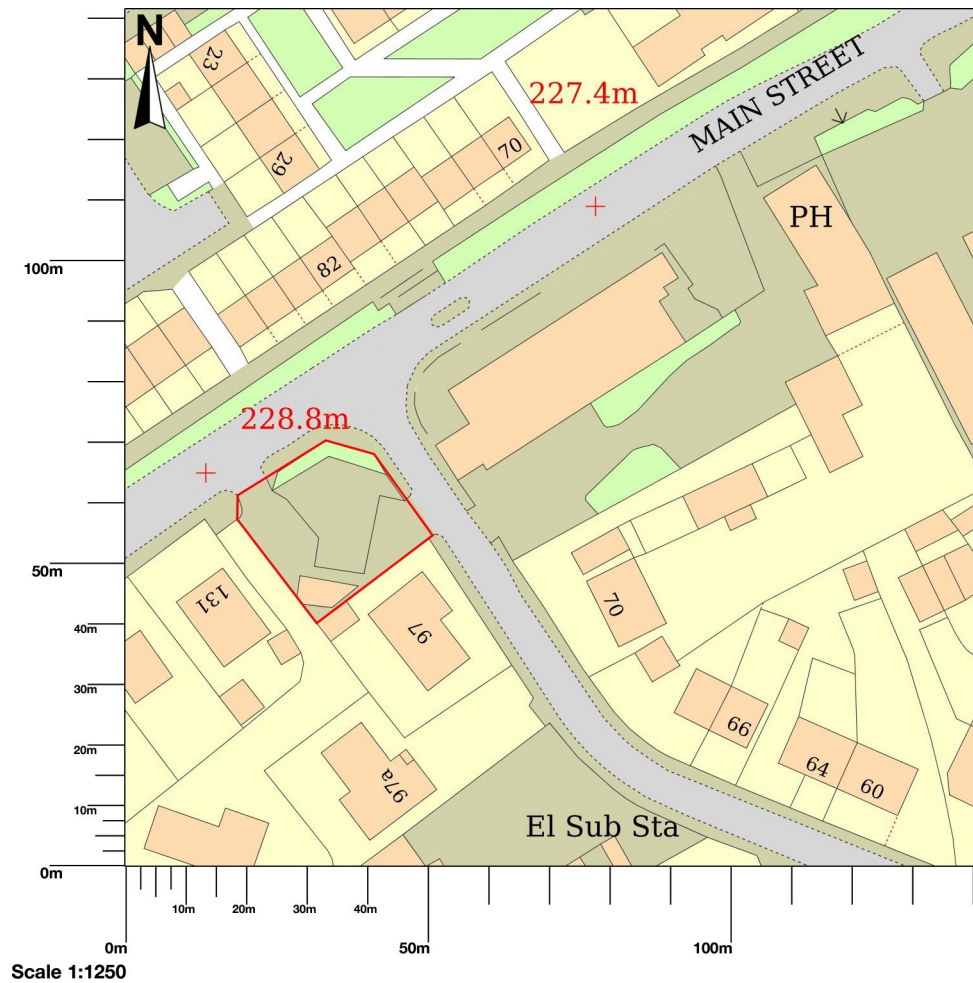 N
23
29
227.4m
MAIN STREET
70
PH
82
100m
228.8m
50m
131
97
70
40m
30m
66
20m
97a
64
60
10m
El Sub Sta
0m
10m
20m
30m
40m
0m
50m
100m
Scale 1:1250